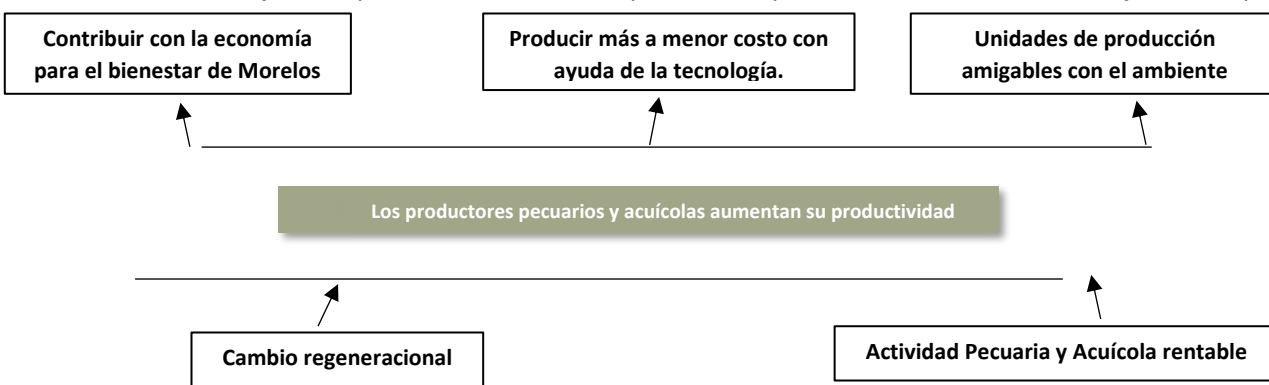 Contribuir con la economía
para el bienestar de Morelos
Producir más a menor costo con
ayuda de la tecnología.
Unidades de producción
amigables con el ambiente
Los productores pecuarios y acuícolas aumentan su productividad
Cambio regeneracional
Actividad Pecuaria y Acuícola rentable